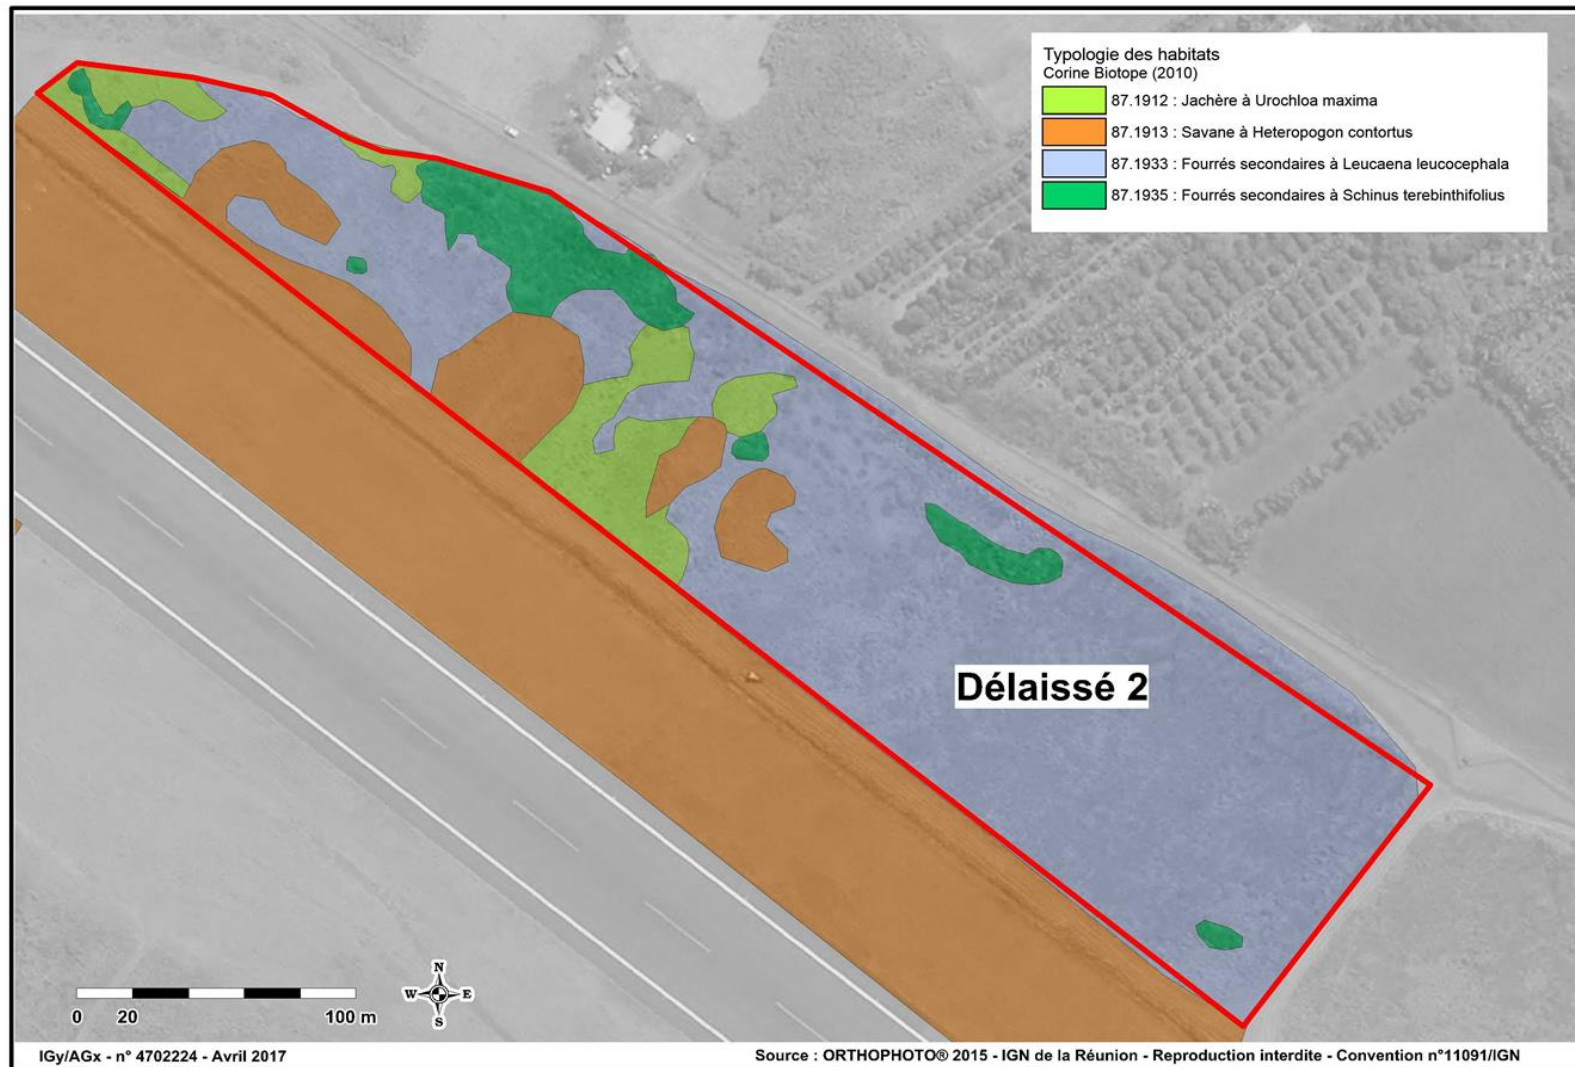 Typologie des habitats
Corine Biotope (2010)
87.1912 : Jachère à Urochloa maxima
87.1913 : Savane à Heteropogon contortus
87.1933 : Fourrés secondaires à Leucaena leucocephala
87.1935 : Fourrés secondaires à Schinus terebinthifolius
Délaissé 2
N
W E
S
0 20 100 m
IGy/AGx - n° 4702224 - Avril 2017
Source : ORTHOPHOTO® 2015 - IGN de la Réunion - Reproduction interdite - Convention n°11091/IGN